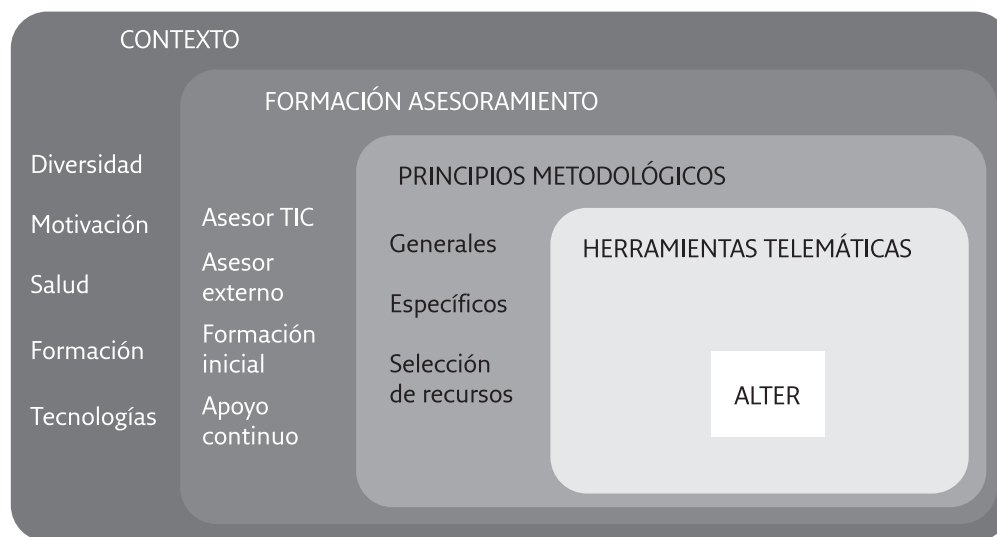 CONTEXTO
FORMACIÓN ASESORAMIENTO
PRINCIPIOS METODOLÓGICOS
HERRAMIENTAS TELEMÁTICAS
Diversidad
Motivación
Salud
Formación
Tecnologías
Asesor TIC
Asesor
externo
Formación
inicial
Apoyo
continuo
Generales
Específicos
Selección
de recursos
ALTER